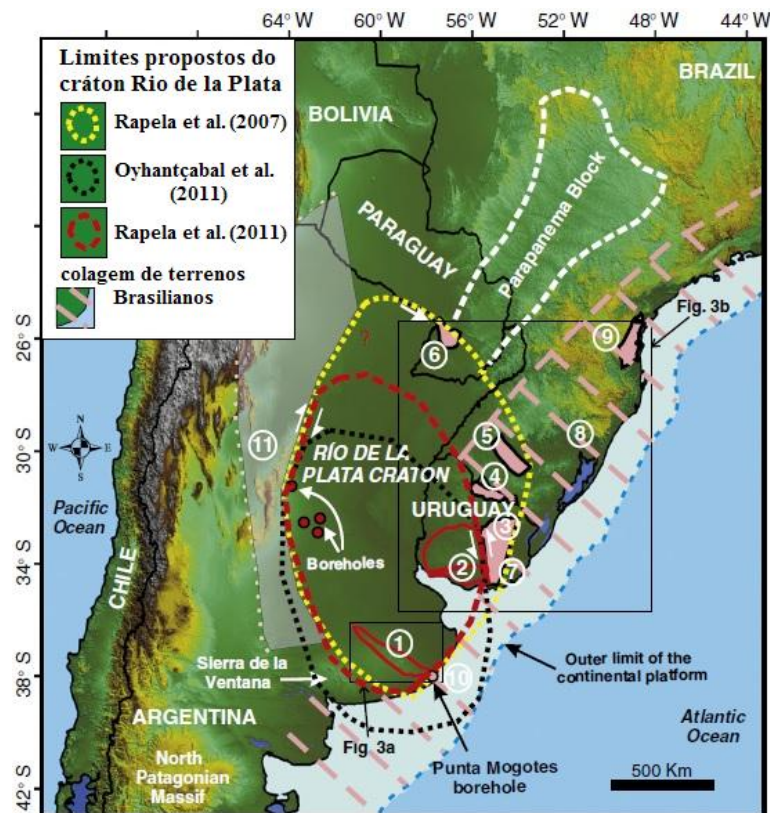 64° W 60° W 56° W 52° W 48° W 44° W
Limites propostos do
cráton Rio de la Plata
Rapela et al. (2007)
Oyhantçabal et al.
(2011)
Rapela et al. (2011)
colagem de terrenos
Brasilianos
BRAZIL
BOLIVIA
PARAGUAY
Parapanema Block
26° S
30° S
34° S
38° S
42° S
?
6
9
Fig. 3b
N
W E
S
11
5
8
RÍO DE LA
PLATA CRATON
4
URUGUAY
3
Pacific
Ocean
Boreholes
2
7
CHILE
1
Sierra de la
Ventana
10
Outer limit of the
continental platform
ARGENTINA
Fig. 3a
Atlantic
Ocean
North
Patagonian
Massif
Punta Mogotes
borehole
500 Km